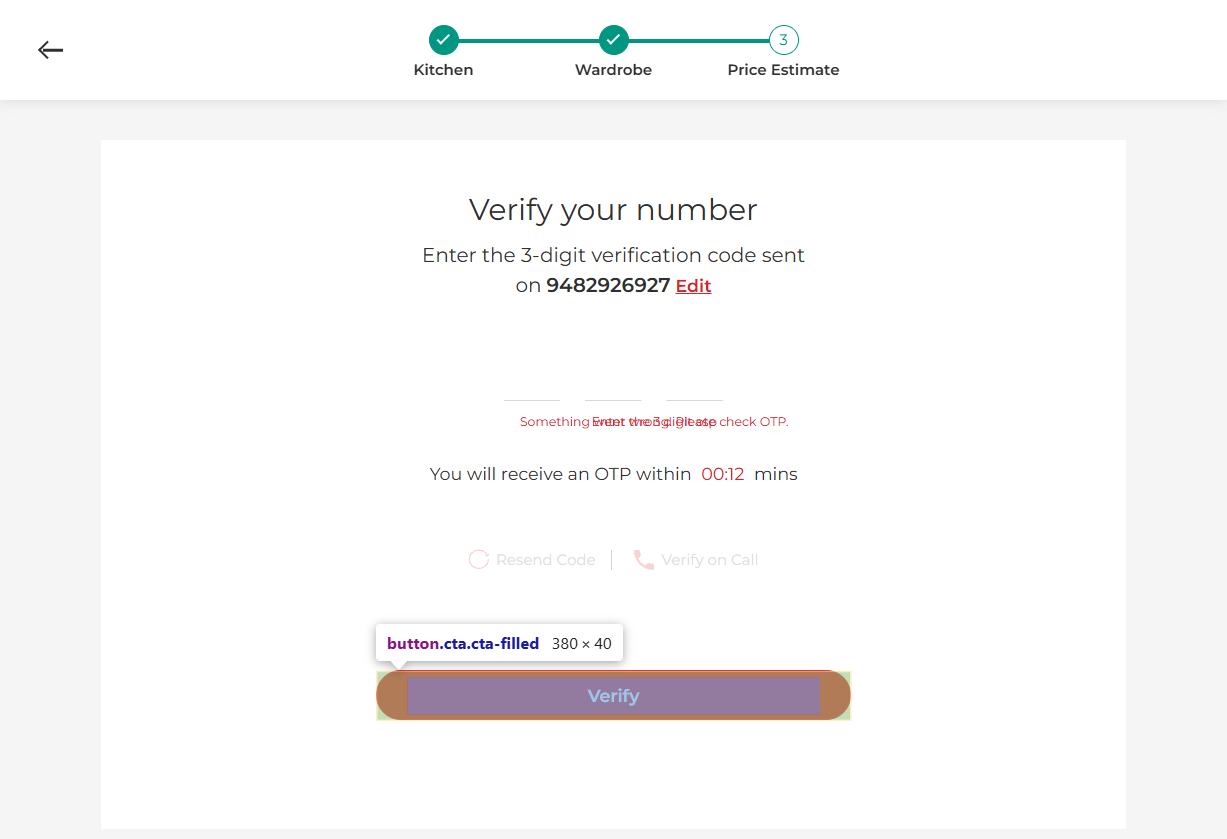 3
Kitchen
Wardrobe
Price Estimate
Verify your number
Enter the 3-digit verification code sent
on 9482926927 Edit
Something went wrong. Please check OTP.
Enter the 3 digit otp
You will receive an OTP within 00:12 mins
Resend Code
Verify on Call
button.cta.cta-filled 380 × 40
Verify